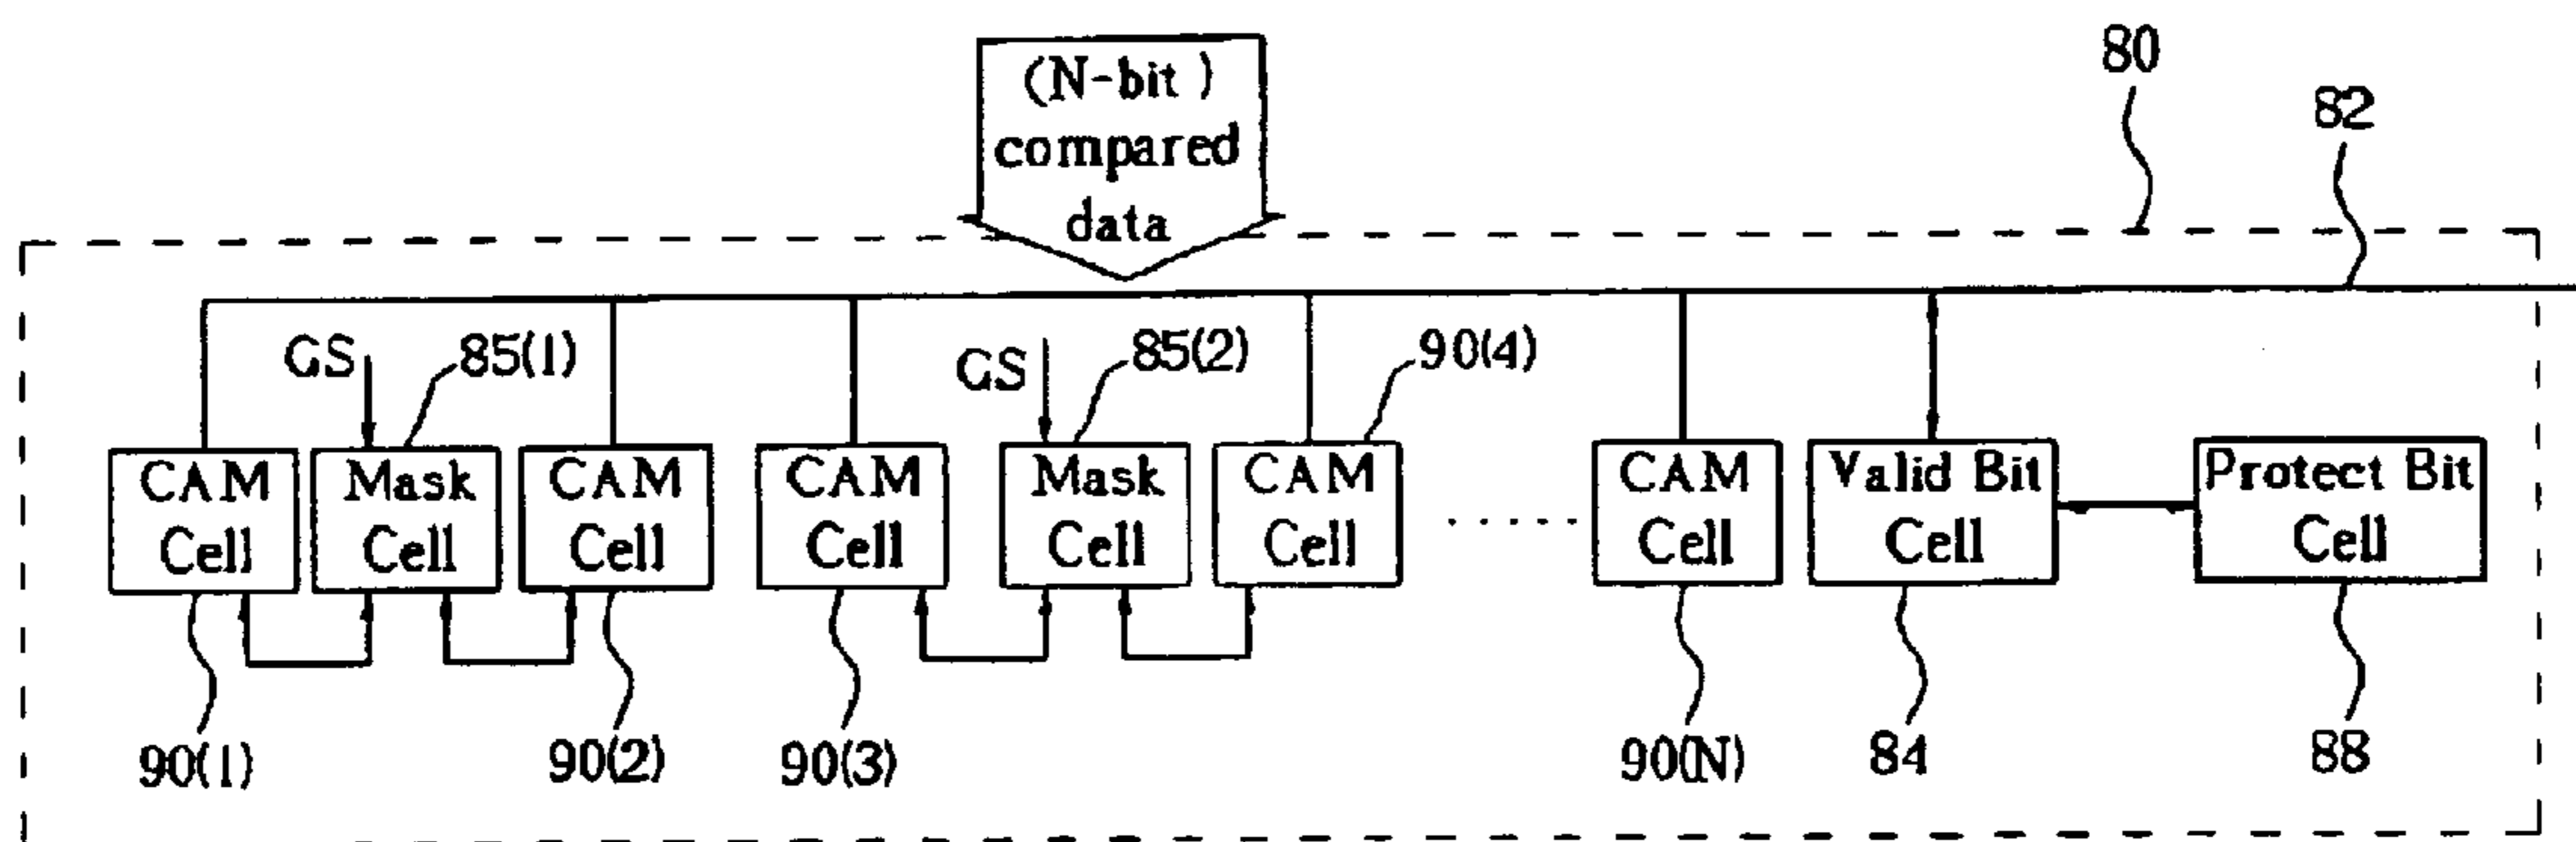 (N-bit)
compared
data
80
82
GS
85(1)
GS
85(2)
90(4)
CAM
Cell
Mask
Cell
CAM
Cell
CAM
Cell
Mask
Cell
CAM
Cell
.....
CAM
Cell
Valid Bit
Cell
Protect Bit
Cell
90(1)
90(2)
90(3)
90(N)
84
88